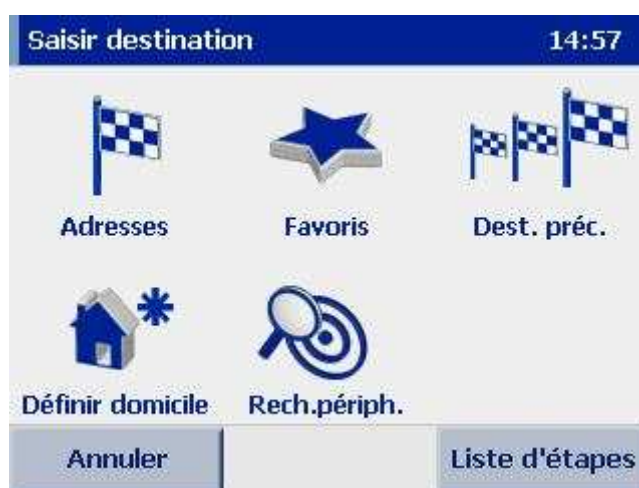 Saisir destination 14:57
Adresses Favoris Dest. préc.
Définir domicile Rech.périph.
Annuler Liste d'étapes